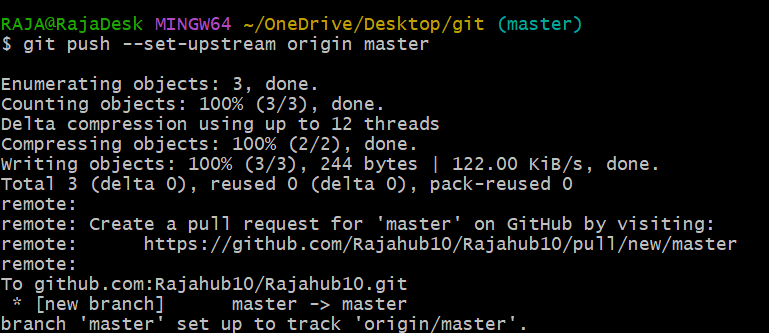 RAJA@RajaDesk MINGW64 ~/OneDrive/Desktop/git (master)
$ git push --set-upstream origin master
Enumerating objects: 3, done.
Counting objects: 100% (3/3), done.
Delta compression using up to 12 threads
Compressing objects: 100% (2/2), done.
Writing objects: 100% (3/3), 244 bytes | 122.00 KiB/s, done.
Total 3 (delta 0), reused 0 (delta 0), pack-reused 0
remote:
remote: Create a pull request for 'master' on GitHub by visiting:
remote:      https://github.com/Rajahub10/Rajahub10/pull/new/master
remote:
To github.com:Rajahub10/Rajahub10.git
 * [new branch]      master -> master
branch 'master' set up to track 'origin/master'.